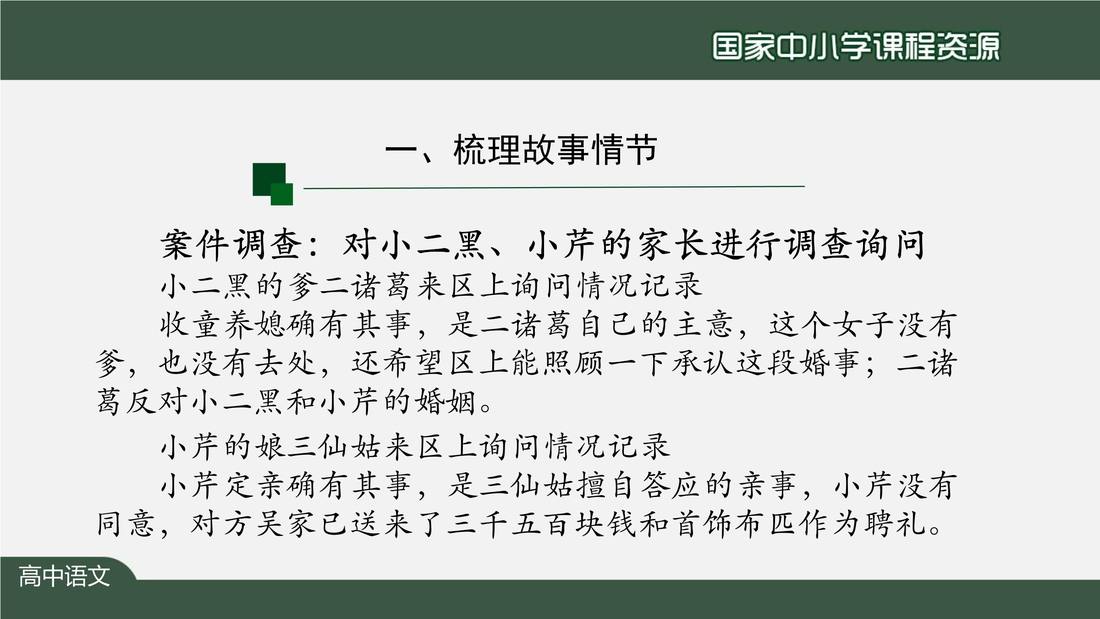 国家中小学课程资源
一、梳理故事情节
案件调查：对小二黑、小芹的家长进行调查询问
小二黑的爹二诸葛来区上询问情况记录
收童养媳确有其事，是二诸葛自己的主意，这个女子没有
爹，也没有去处，还希望区上能照顾一下承认这段婚事；二诸
葛反对小二黑和小芹的婚姻。
小芹的娘三仙姑来区上询问情况记录
小芹定亲确有其事，是三仙姑擅自答应的亲事，小芹没有
同意，对方吴家已送来了三千五百块钱和首饰布匹作为聘礼。
高中语文